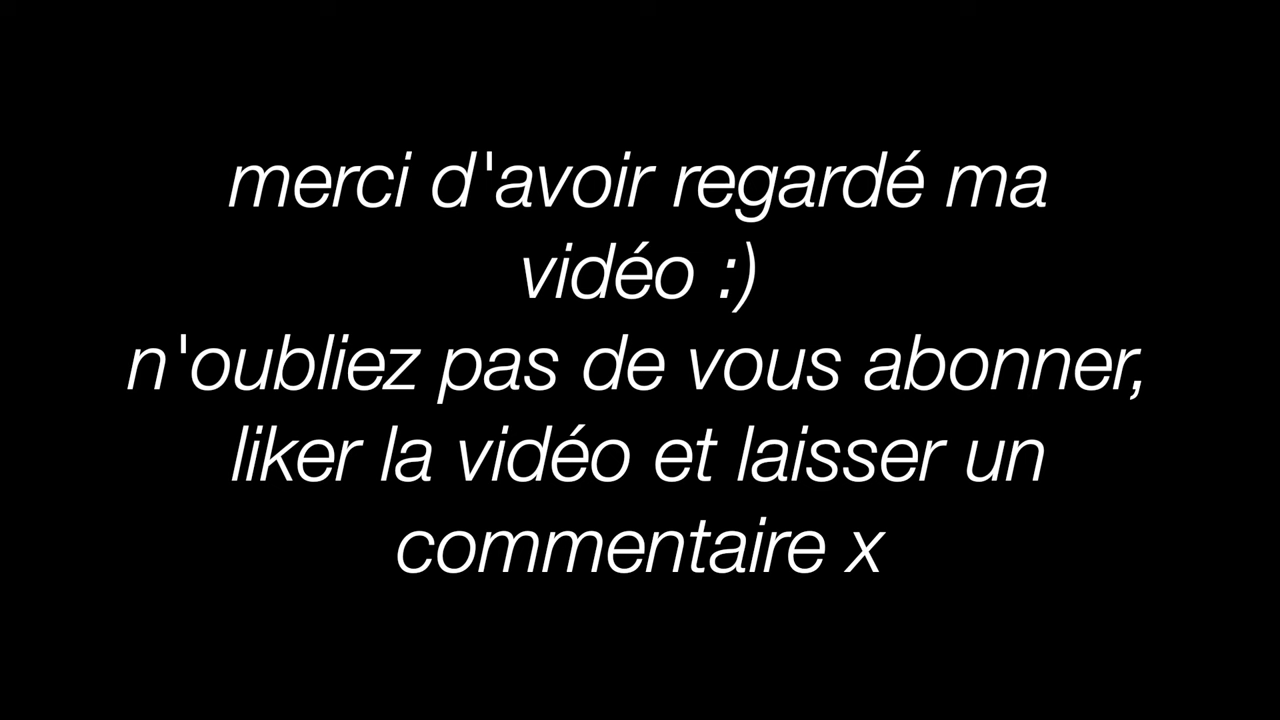 merci d'avoir regardé ma
vidéo :)
n'oubliez pas de vous abonner,
liker la vidéo et laisser un
commentaire x